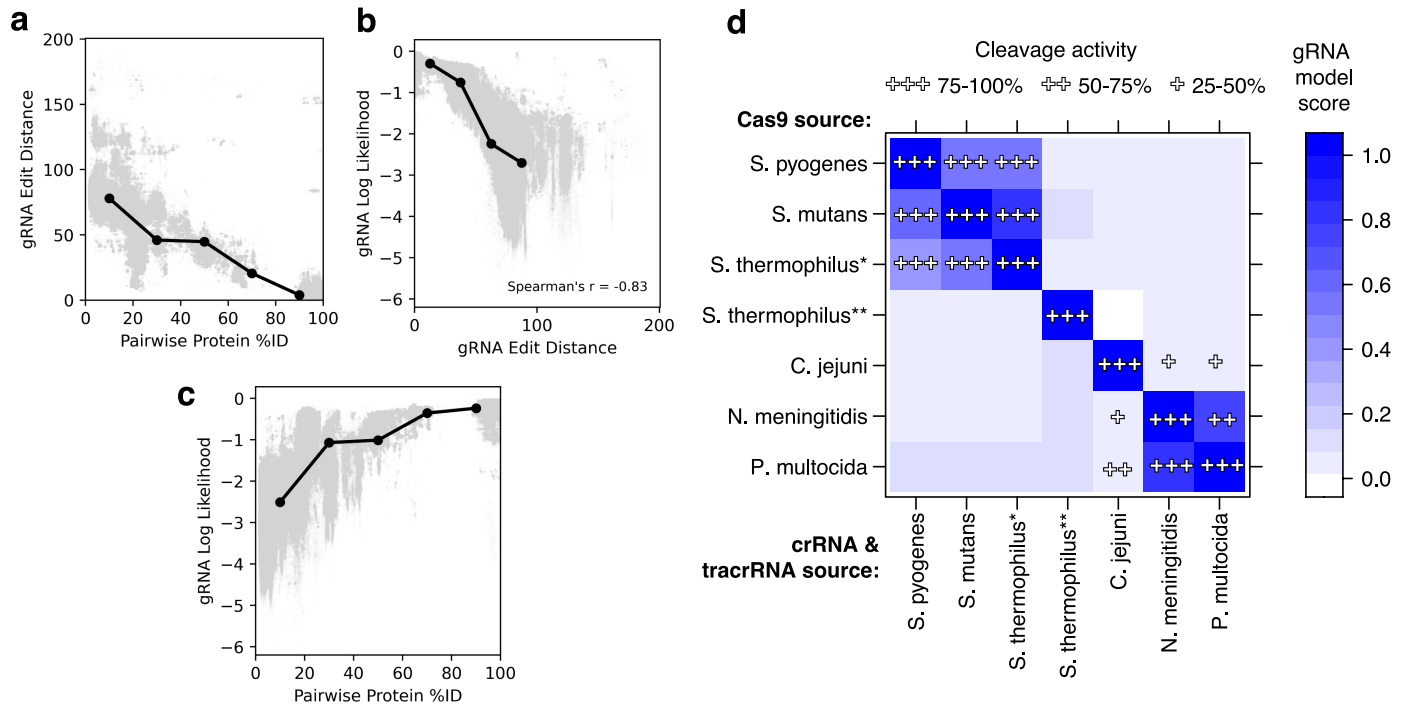 a
200
150
100
50
0
gRNA Edit Distance
0 20 40 60 80 100
Pairwise Protein %ID
b
0
−1
−2
−3
−4
−5
−6
gRNA Log Likelihood
Spearman's r = -0.83
0 100 200
gRNA Edit Distance
c
0
−1
−2
−3
−4
−5
−6
gRNA Log Likelihood
0 20 40 60 80 100
Pairwise Protein %ID
d
Cleavage activity
+++ 75-100% ++ 50-75% + 25-50%
Cas9 source:
S. pyogenes +++ +++ +++
S. mutans +++ +++ +++
S. thermophilus* +++ +++ +++
S. thermophilus** +++
C. jejuni +++ + +
N. meningitidis + +++ ++
P. multocida ++ +++ +++
crRNA &
tracrRNA source:
S. pyogenes
S. mutans
S. thermophilus*
S. thermophilus**
C. jejuni
N. meningitidis
P. multocida
gRNA
model
score
1.0
0.8
0.6
0.4
0.2
0.0